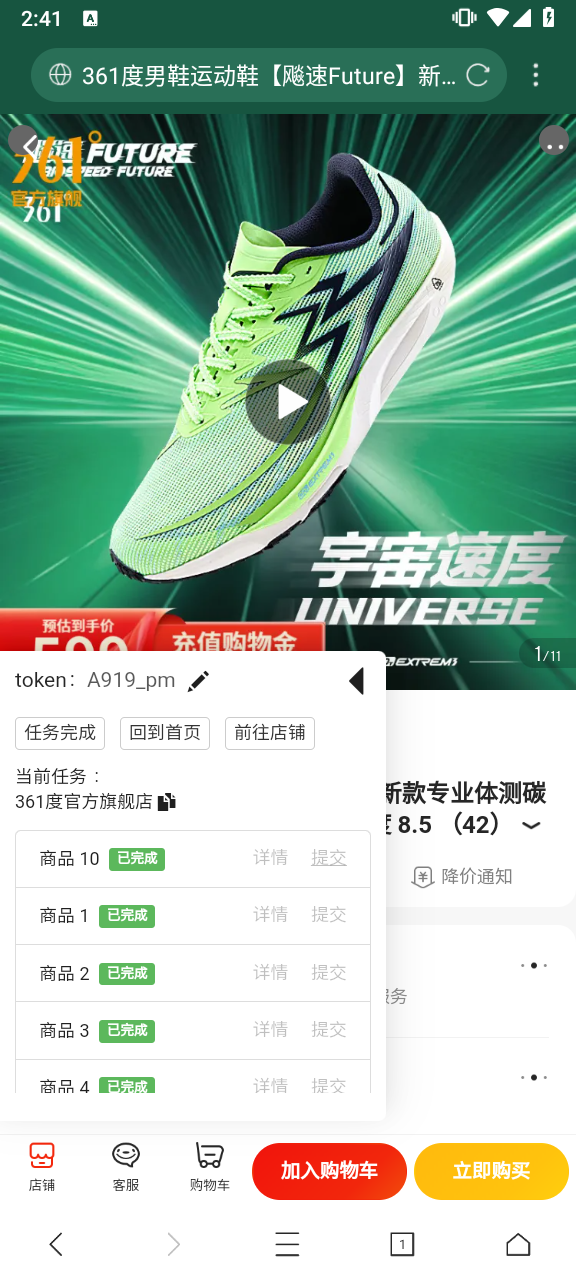 2:41
A
361度男鞋运动鞋【飚速Future】新...
飚速 FUTURE
BIOSPEED FUTURE
361°
官方旗舰
361
宇宙速度
UNIVERSE
预估到手价
599
充值购物金
EXTREM3
1/11
token: A919_pm
任务完成 回到首页 前往店铺
当前任务：
361度官方旗舰店
新款专业体测碳
8.5 （42）
降价通知
服务
商品 10 已完成 详情 提交
商品 1 已完成 详情 提交
商品 2 已完成 详情 提交
商品 3 已完成 详情 提交
商品 4 已完成 详情 提交
店铺 客服 购物车 加入购物车 立即购买
1